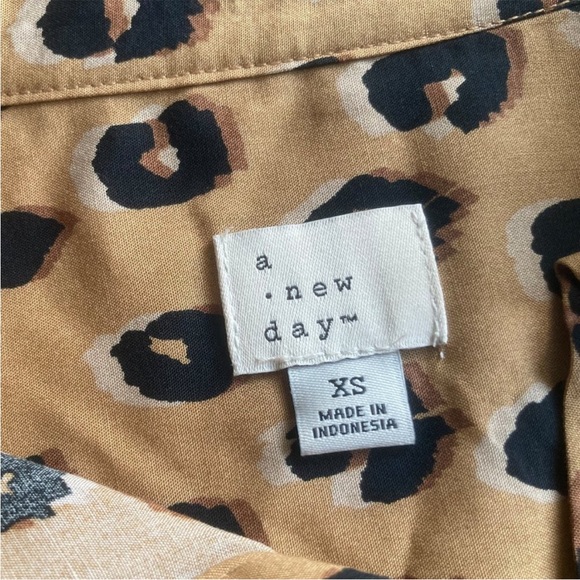 a
· new
day™
XS
MADE IN
INDONESIA